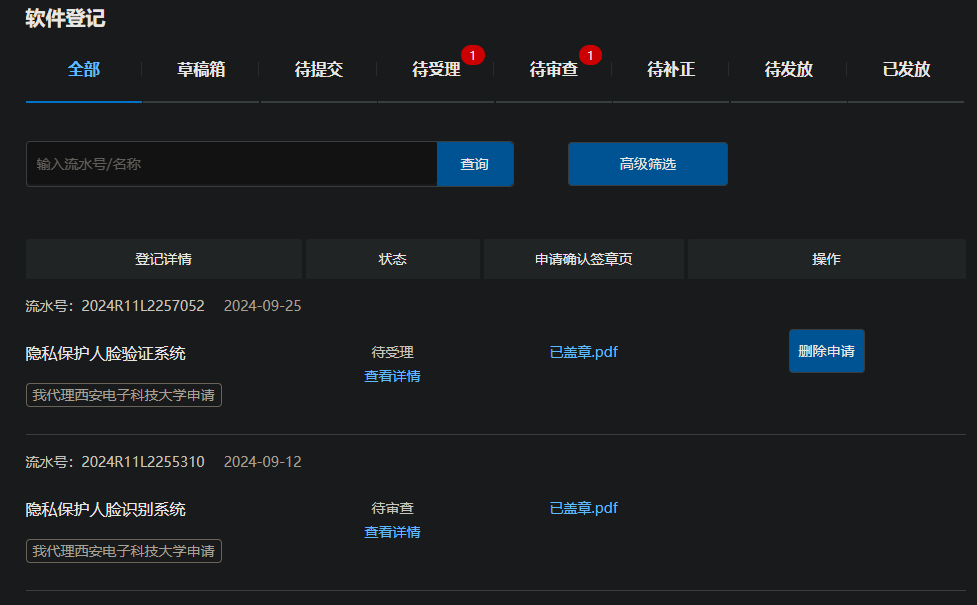 软件登记
全部 草稿箱 待提交 待受理 1 待审查 1 待补正 待发放 已发放
输入流水号/名称 查询 高级筛选
登记详情 状态 申请确认签章页 操作
流水号：2024R11L2257052 2024-09-25
隐私保护人脸验证系统 待受理 已盖章.pdf 删除申请
查看详情
我代理西安电子科技大学申请
流水号：2024R11L2255310 2024-09-12
隐私保护人脸识别系统 待审查 已盖章.pdf
查看详情
我代理西安电子科技大学申请